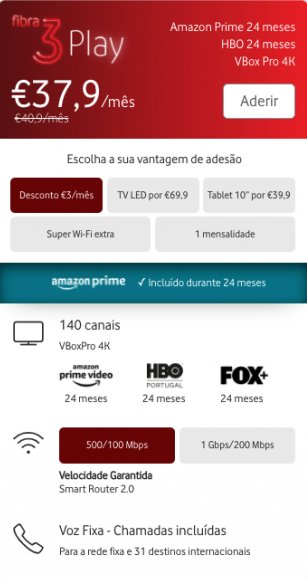 fibra
3 Play
Amazon Prime 24 meses
HBO 24 meses
VBox Pro 4K
€37,9/mês
€40,9/mês
Aderir
Escolha a sua vantagem de adesão
Desconto €3/mês
TV LED por €69,9
Tablet 10” por €39,9
Super Wi-Fi extra
1 mensalidade
amazon prime
✓ Incluído durante 24 meses
140 canais
VBoxPro 4K
amazon
prime video
HBO
PORTUGAL
FOX+
24 meses
24 meses
24 meses
500/100 Mbps
1 Gbps/200 Mbps
Velocidade Garantida
Smart Router 2.0
Voz Fixa - Chamadas incluídas
Para a rede fixa e 31 destinos internacionais